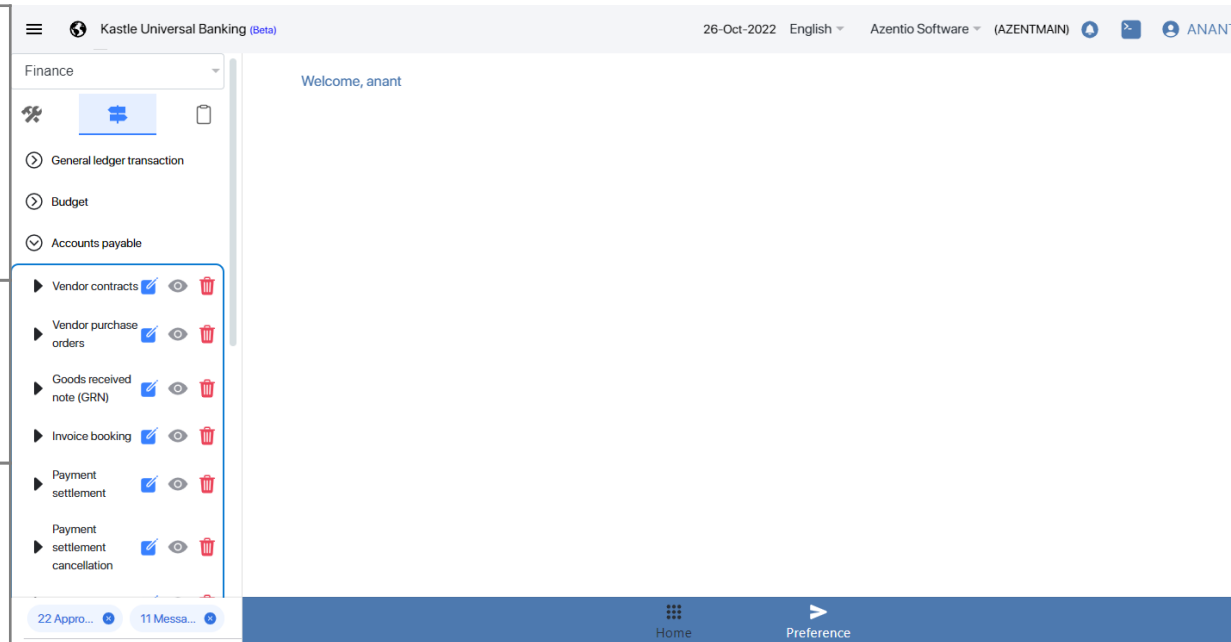 Kastle Universal Banking (Beta)
26-Oct-2022 English Azentio Software (AZENTMAIN) ANANT
Finance
Welcome, anant
General ledger transaction
Budget
Accounts payable
Vendor contracts
Vendor purchase
orders
Goods received
note (GRN)
Invoice booking
Payment
settlement
Payment
settlement
cancellation
22 Appro... 11 Messa...
Home Preference